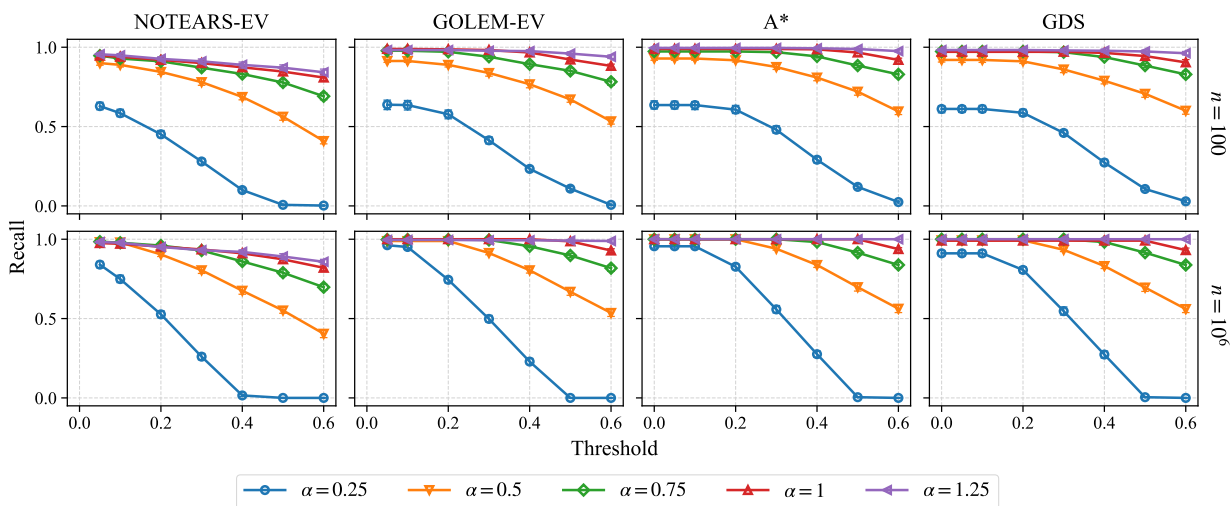 NOTEARS-EV GOLEM-EV A* GDS
1.0
0.5
0.0
n = 100
Recall
1.0
0.5
0.0
n = 10⁶
0.0 0.2 0.4 0.6 0.0 0.2 0.4 0.6 0.0 0.2 0.4 0.6 0.0 0.2 0.4 0.6
Threshold
α = 0.25 α = 0.5 α = 0.75 α = 1 α = 1.25